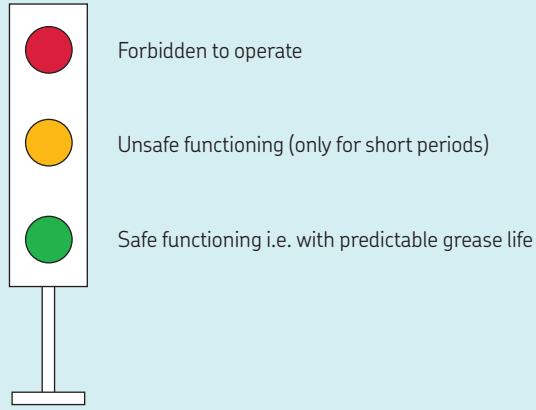 Forbidden to operate
Unsafe functioning (only for short periods)
Safe functioning i.e. with predictable grease life